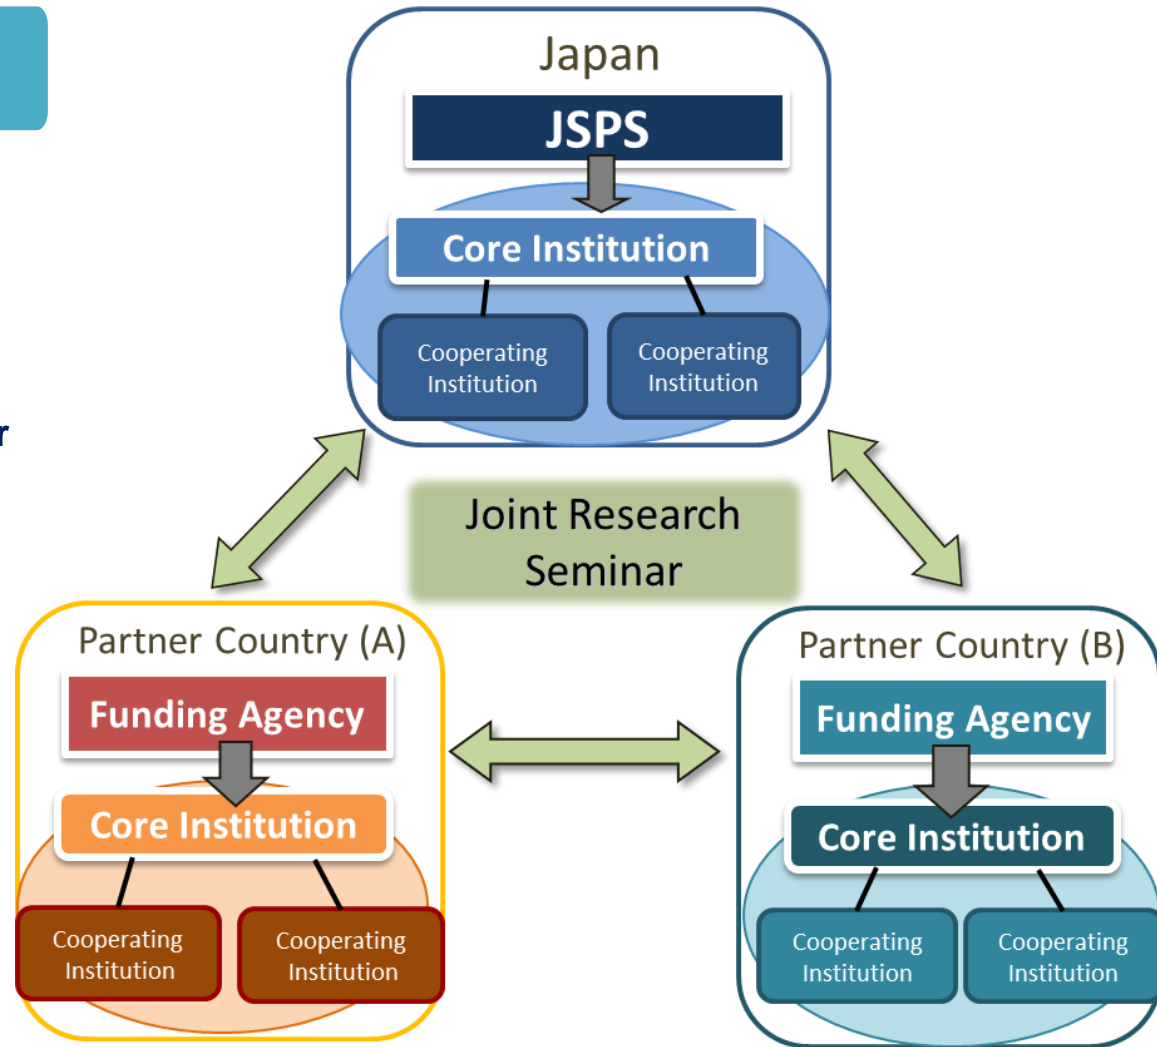 Japan
JSPS
Core Institution
Cooperating
Institution
Cooperating
Institution
r
Joint Research
Seminar
Partner Country (A)
Funding Agency
Core Institution
Cooperating
Institution
Cooperating
Institution
Partner Country (B)
Funding Agency
Core Institution
Cooperating
Institution
Cooperating
Institution